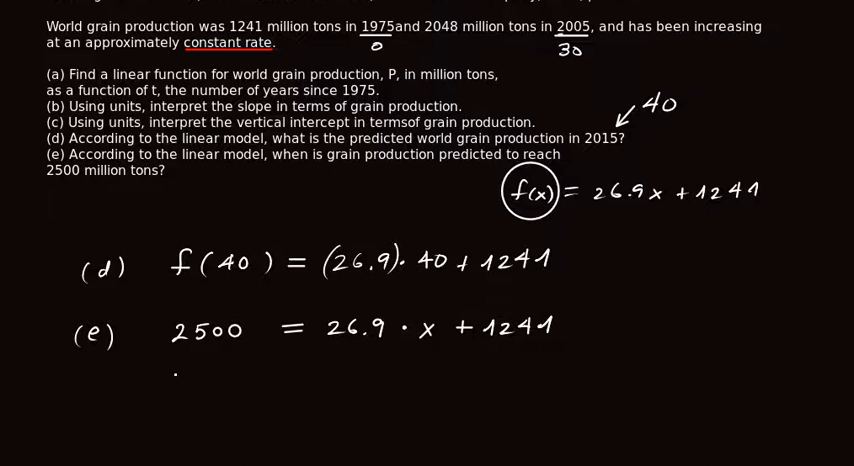 World grain production was 1241 million tons in 1975and 2048 million tons in 2005, and has been increasing
at an approximately constant rate.
0
30
(a) Find a linear function for world grain production, P, in million tons,
as a function of t, the number of years since 1975.
(b) Using units, interpret the slope in terms of grain production.
40
(c) Using units, interpret the vertical intercept in termsof grain production.
(d) According to the linear model, what is the predicted world grain production in 2015?
(e) According to the linear model, when is grain production predicted to reach
2500 million tons?
f(x) = 26.9x + 1241
(d) f(40) = (26.9)· 40 + 1241
(e) 2500 = 26.9 · x + 1241